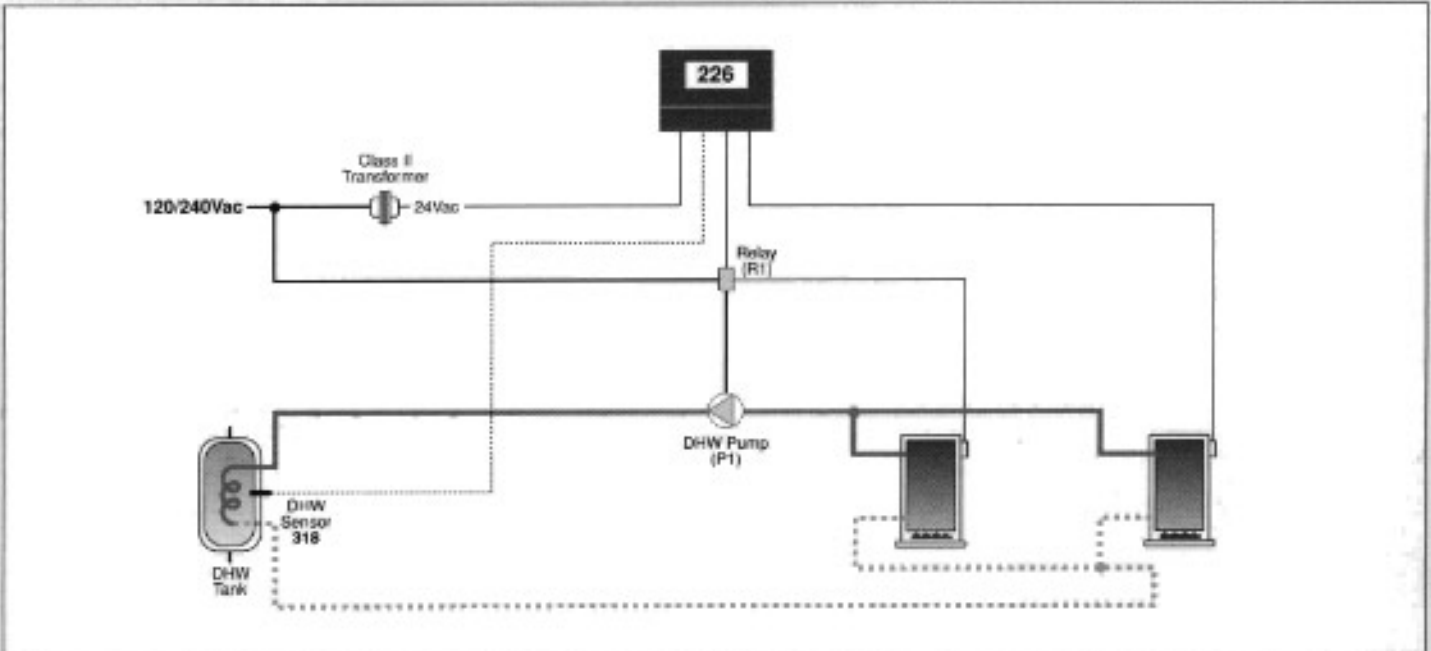 226
Class II
Transformer
120/240Vac
24Vac
Relay
(R1)
DHW Pump
(P1)
DHW
Sensor
318
DHW
Tank